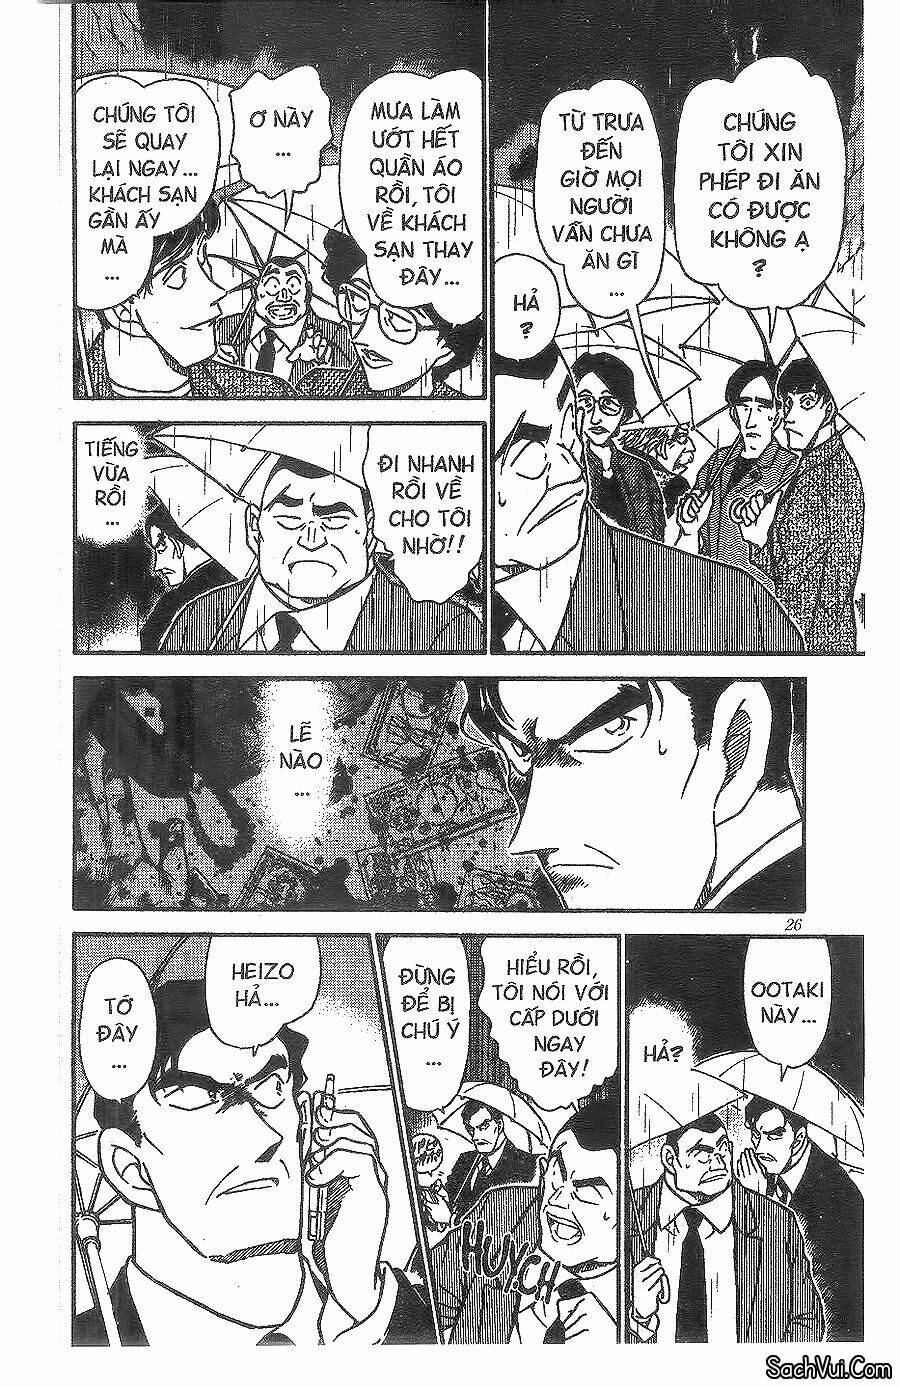 CHÚNG
TÔI XIN
PHÉP ĐI ĂN
CÓ ĐƯỢC
KHÔNG Ạ
?
TỪ TRƯA
ĐẾN
GIỜ MỌI
NGƯỜI
VẪN CHƯA
ĂN GÌ
...
HẢ
?
MƯA LÀM
ƯỚT HẾT
QUẦN ÁO
RỒI, TÔI
VỀ KHÁCH
SẠN THAY
ĐÂY...
Ơ NÀY
...
CHÚNG TÔI
SẼ QUAY
LẠI NGAY...
KHÁCH SẠN
GẦN ẤY
MÀ
...
ĐI NHANH
RỒI VỀ
CHO TÔI
NHỜ!!
TIẾNG
VỪA
RỒI
...
LẼ
NÀO
...
26
OOTAKI
NÀY...
HẢ?
HIỂU RỒI,
TÔI NÓI VỚI
CẤP DƯỚI
NGAY
ĐÂY!
ĐỪNG
ĐỂ BỊ
CHÚ Ý
...
HUỴCH
HEIZO
HẢ...
TỚ
ĐÂY
...
SachVui.Com